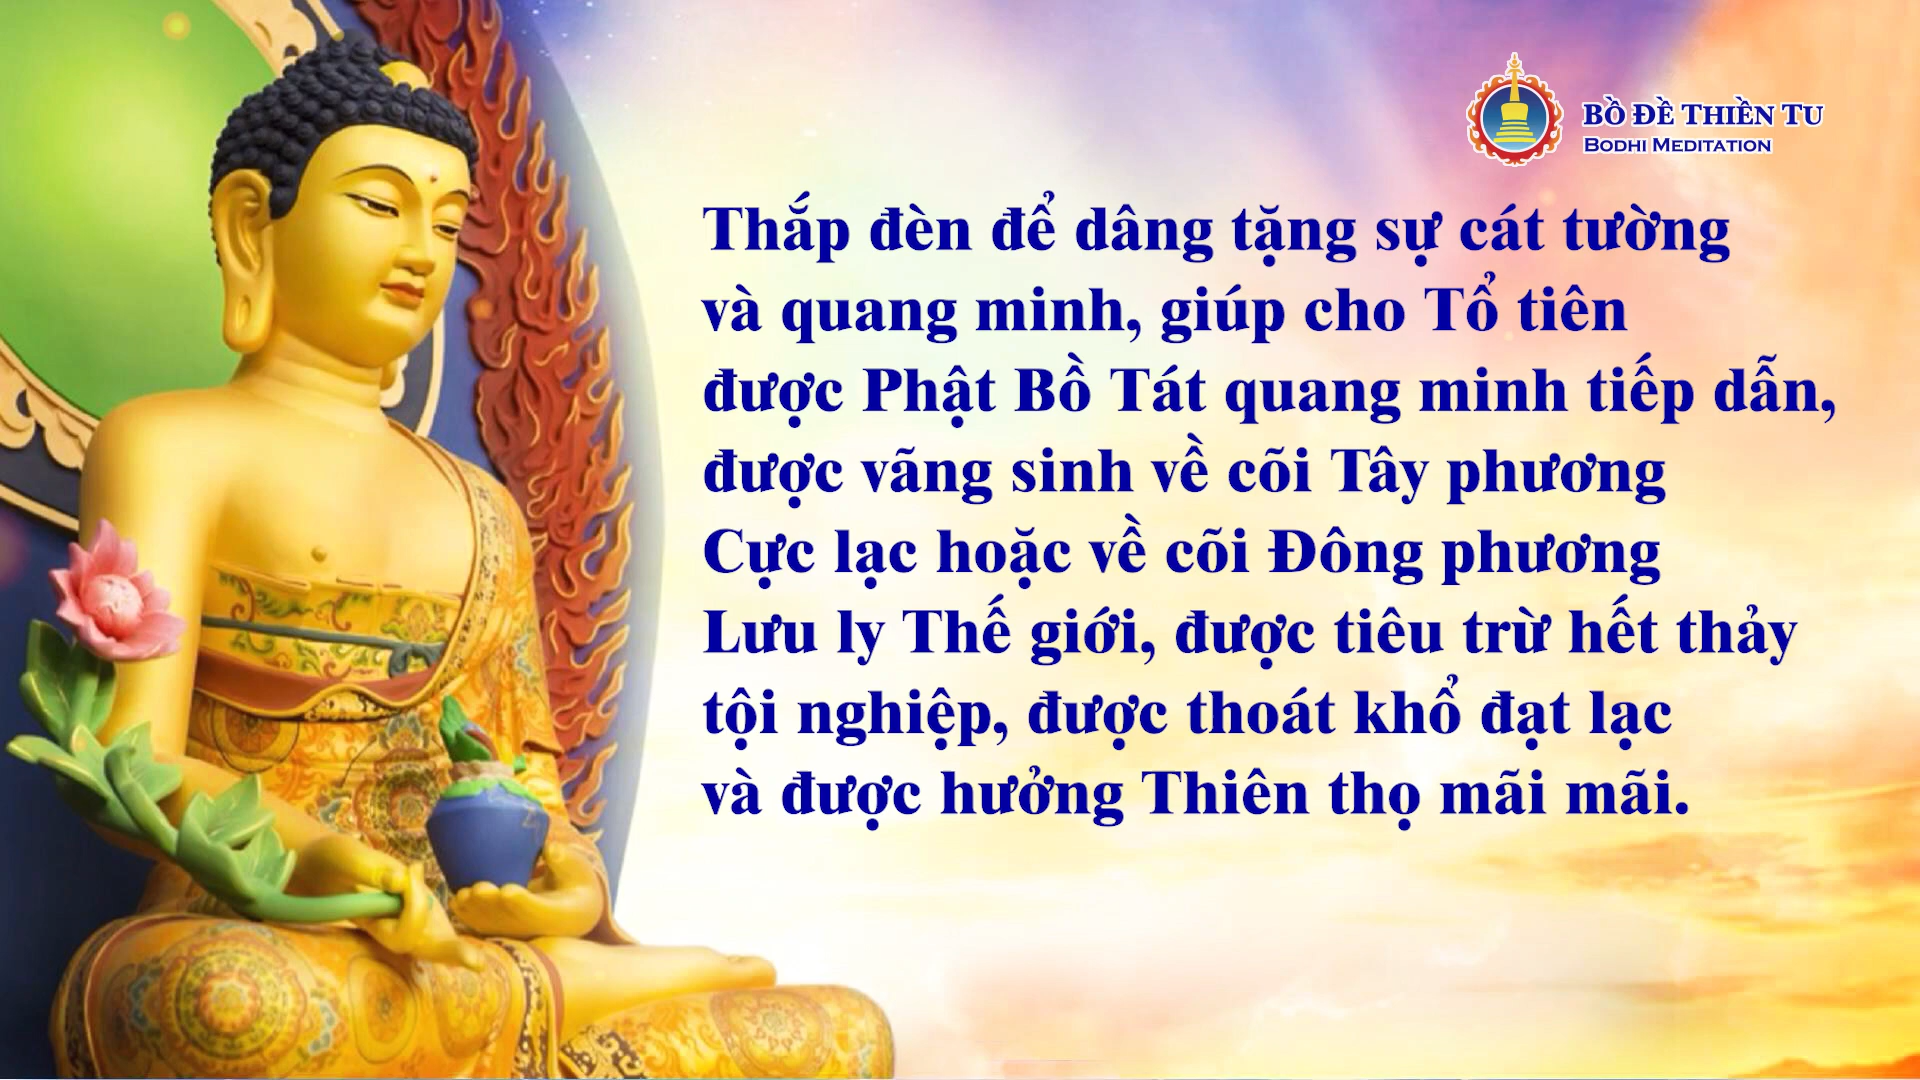 BỒ ĐỀ THIỀN TU
BODHI MEDITATION
Thắp đèn để dâng tặng sự cát tường
và quang minh, giúp cho Tổ tiên
được Phật Bồ Tát quang minh tiếp dẫn,
được vãng sinh về cõi Tây phương
Cực lạc hoặc về cõi Đông phương
Lưu ly Thế giới, được tiêu trừ hết thảy
tội nghiệp, được thoát khổ đạt lạc
và được hưởng Thiên thọ mãi mãi.